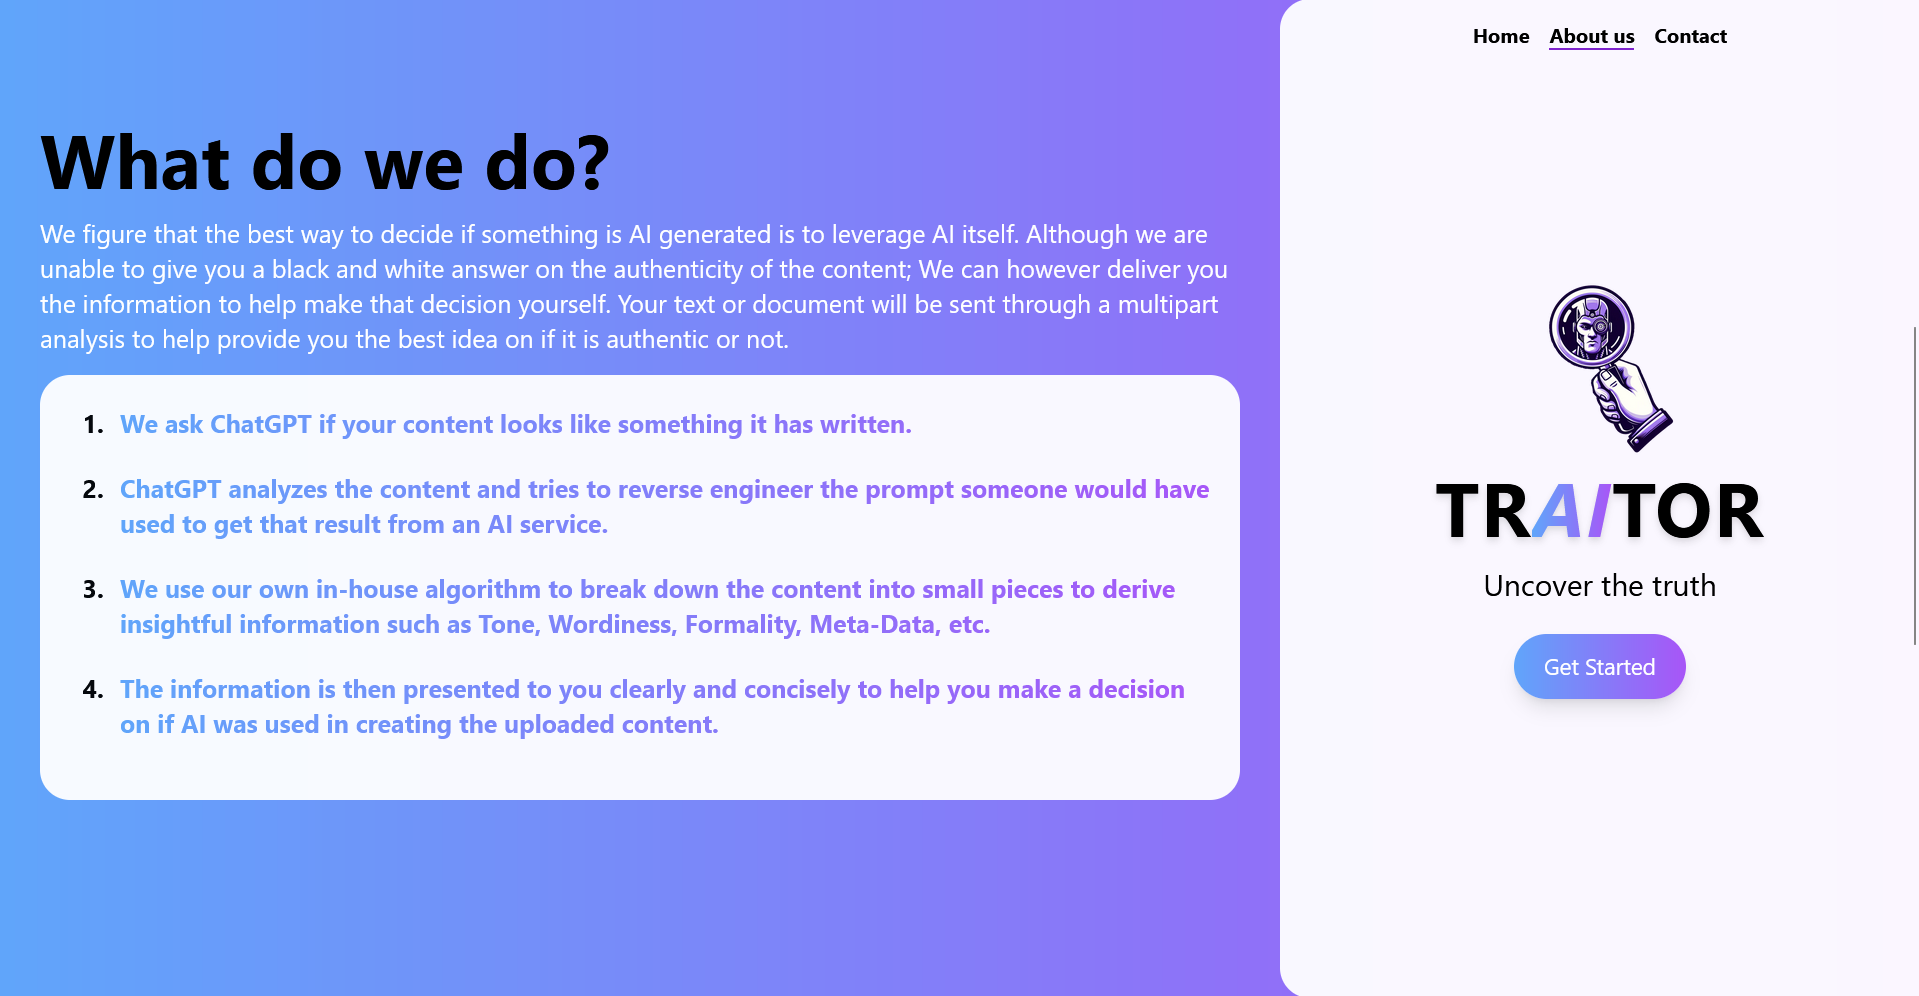 What do we do?
We figure that the best way to decide if something is AI generated is to leverage AI itself. Although we are
unable to give you a black and white answer on the authenticity of the content; We can however deliver you
the information to help make that decision yourself. Your text or document will be sent through a multipart
analysis to help provide you the best idea on if it is authentic or not.
1. We ask ChatGPT if your content looks like something it has written.
2. ChatGPT analyzes the content and tries to reverse engineer the prompt someone would have
used to get that result from an AI service.
3. We use our own in-house algorithm to break down the content into small pieces to derive
insightful information such as Tone, Wordiness, Formality, Meta-Data, etc.
4. The information is then presented to you clearly and concisely to help you make a decision
on if AI was used in creating the uploaded content.
Home About us Contact
TRAITOR
Uncover the truth
Get Started